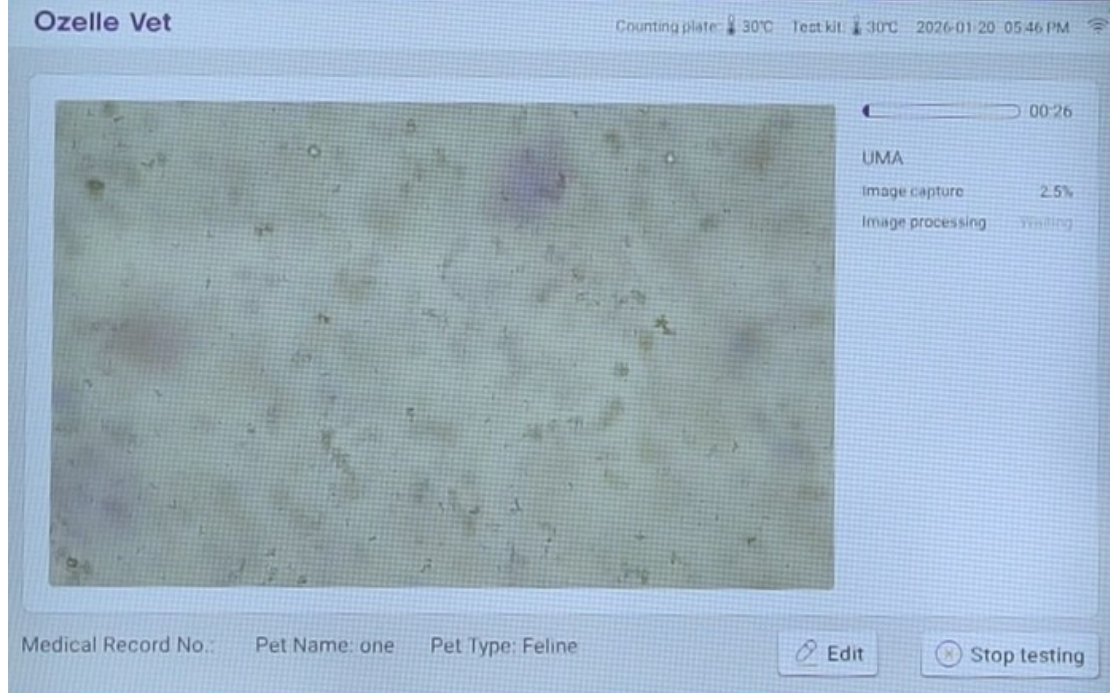 Ozelle Vet
Counting plate: 30°C Test kit: 30°C 2026-01-20 05:46 PM
00:26
UMA
Image capture 2.5%
Image processing Waiting
Medical Record No.: Pet Name: one Pet Type: Feline
Edit
Stop testing